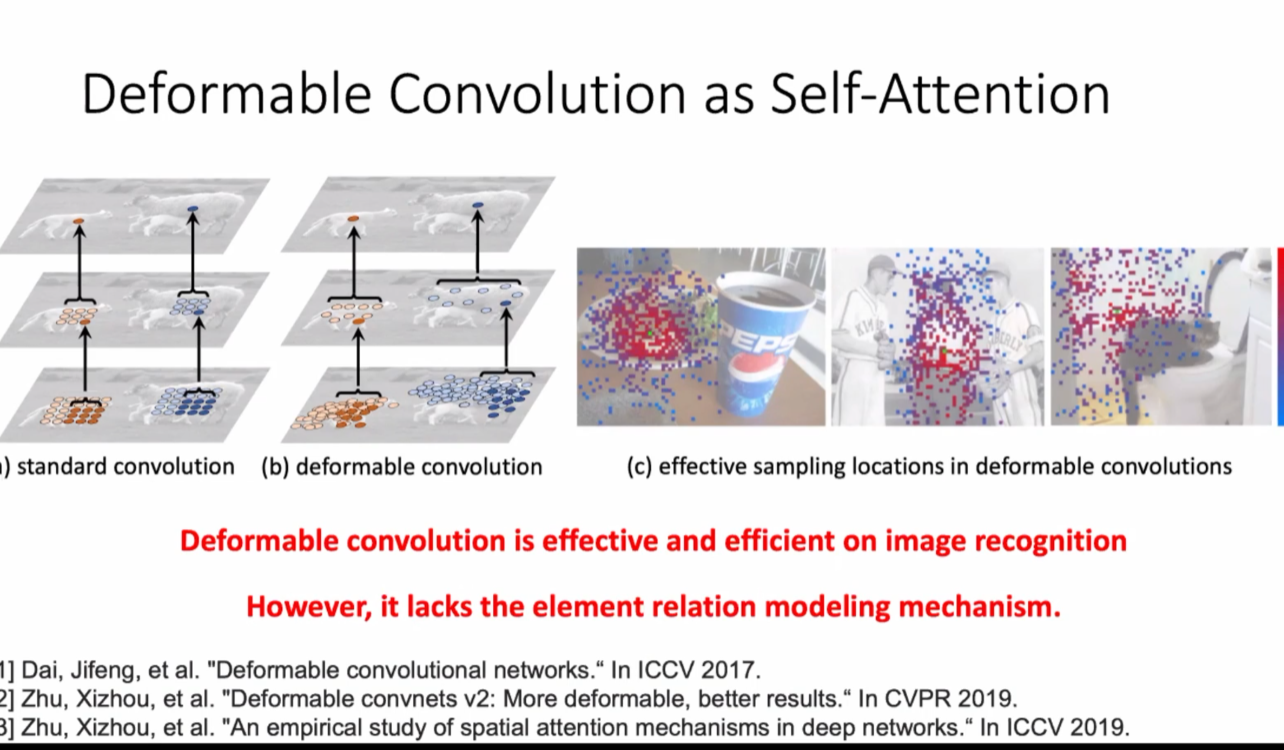 Deformable Convolution as Self-Attention
PEPS
) standard convolution
(b) deformable convolution
(c) effective sampling locations in deformable convolutions
Deformable convolution is effective and efficient on image recognition
However, it lacks the element relation modeling mechanism.
1] Dai, Jifeng, et al. "Deformable convolutional networks.“ In ICCV 2017.
2] Zhu, Xizhou, et al. "Deformable convnets v2: More deformable, better results.“ In CVPR 2019.
3] Zhu, Xizhou, et al. "An empirical study of spatial attention mechanisms in deep networks.“ In ICCV 2019.